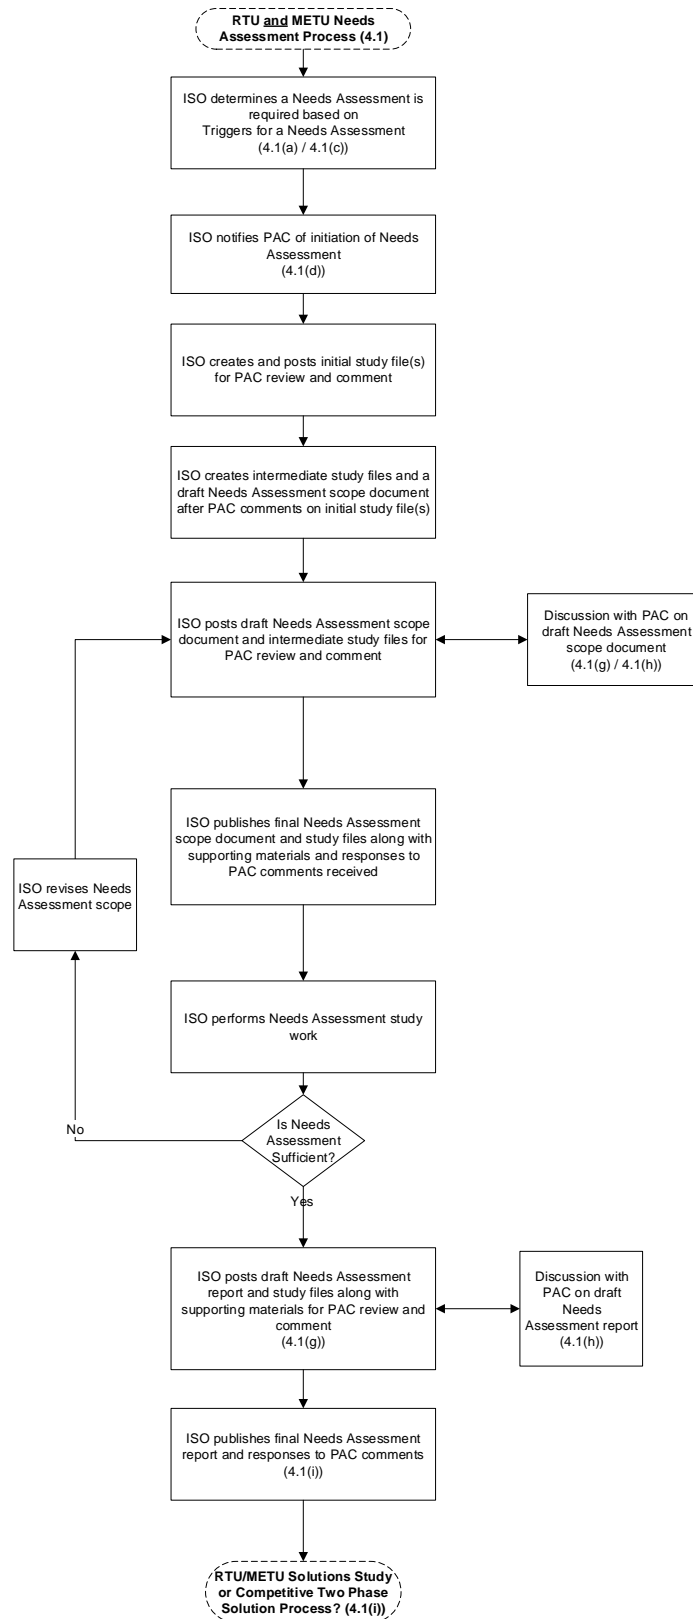 RTU and METU Needs
Assessment Process (4.1)
ISO determines a Needs Assessment is
required based on
Triggers for a Needs Assessment
(4.1(a) / 4.1(c))
ISO notifies PAC of initiation of Needs
Assessment
(4.1(d))
ISO creates and posts initial study file(s)
for PAC review and comment
ISO creates intermediate study files and a
draft Needs Assessment scope document
after PAC comments on initial study file(s)
ISO posts draft Needs Assessment scope
document and intermediate study files for
PAC review and comment
Discussion with PAC on
draft Needs Assessment
scope document
(4.1(g) / 4.1(h))
ISO publishes final Needs Assessment
scope document and study files along with
supporting materials and responses to
PAC comments received
ISO revises Needs
Assessment scope
ISO performs Needs Assessment study
work
Is Needs
Assessment
Sufficient?
No
Yes
ISO posts draft Needs Assessment
report and study files along with
supporting materials for PAC review and
comment
(4.1(g))
Discussion with
PAC on draft
Needs
Assessment report
(4.1(h))
ISO publishes final Needs Assessment
report and responses to PAC comments
(4.1(i))
RTU/METU Solutions Study
or Competitive Two Phase
Solution Process? (4.1(i))